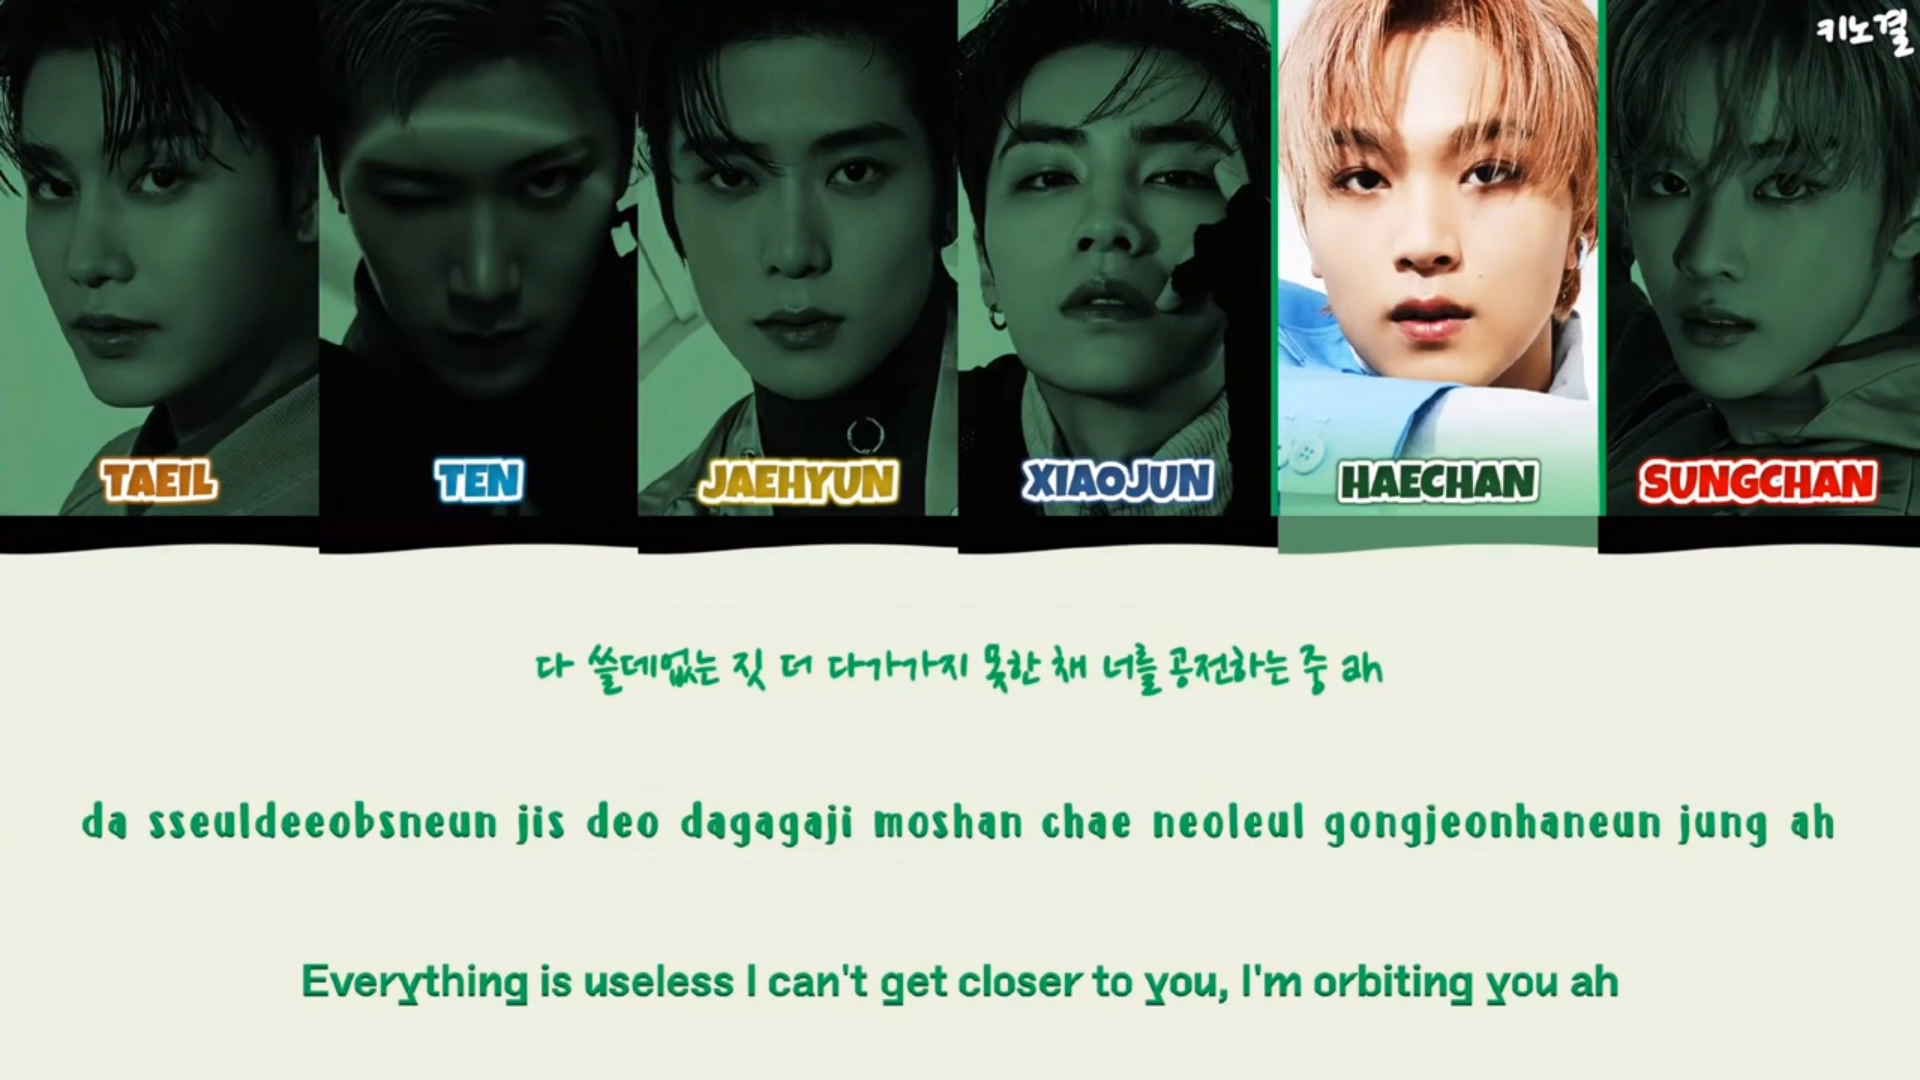 키노결
TAEIL
TEN
JAEHYUN
XIAOJUN
HAECHAN
SUNGCHAN
다 쓸데없는 짓 더 다가가지 못한 채 너를 공전하는 중 ah
da sseuldeeobsneun jis deo dagagaji moshan chae neoleul gongjeonhaneun jung ah
Everything is useless I can't get closer to you, I'm orbiting you ah